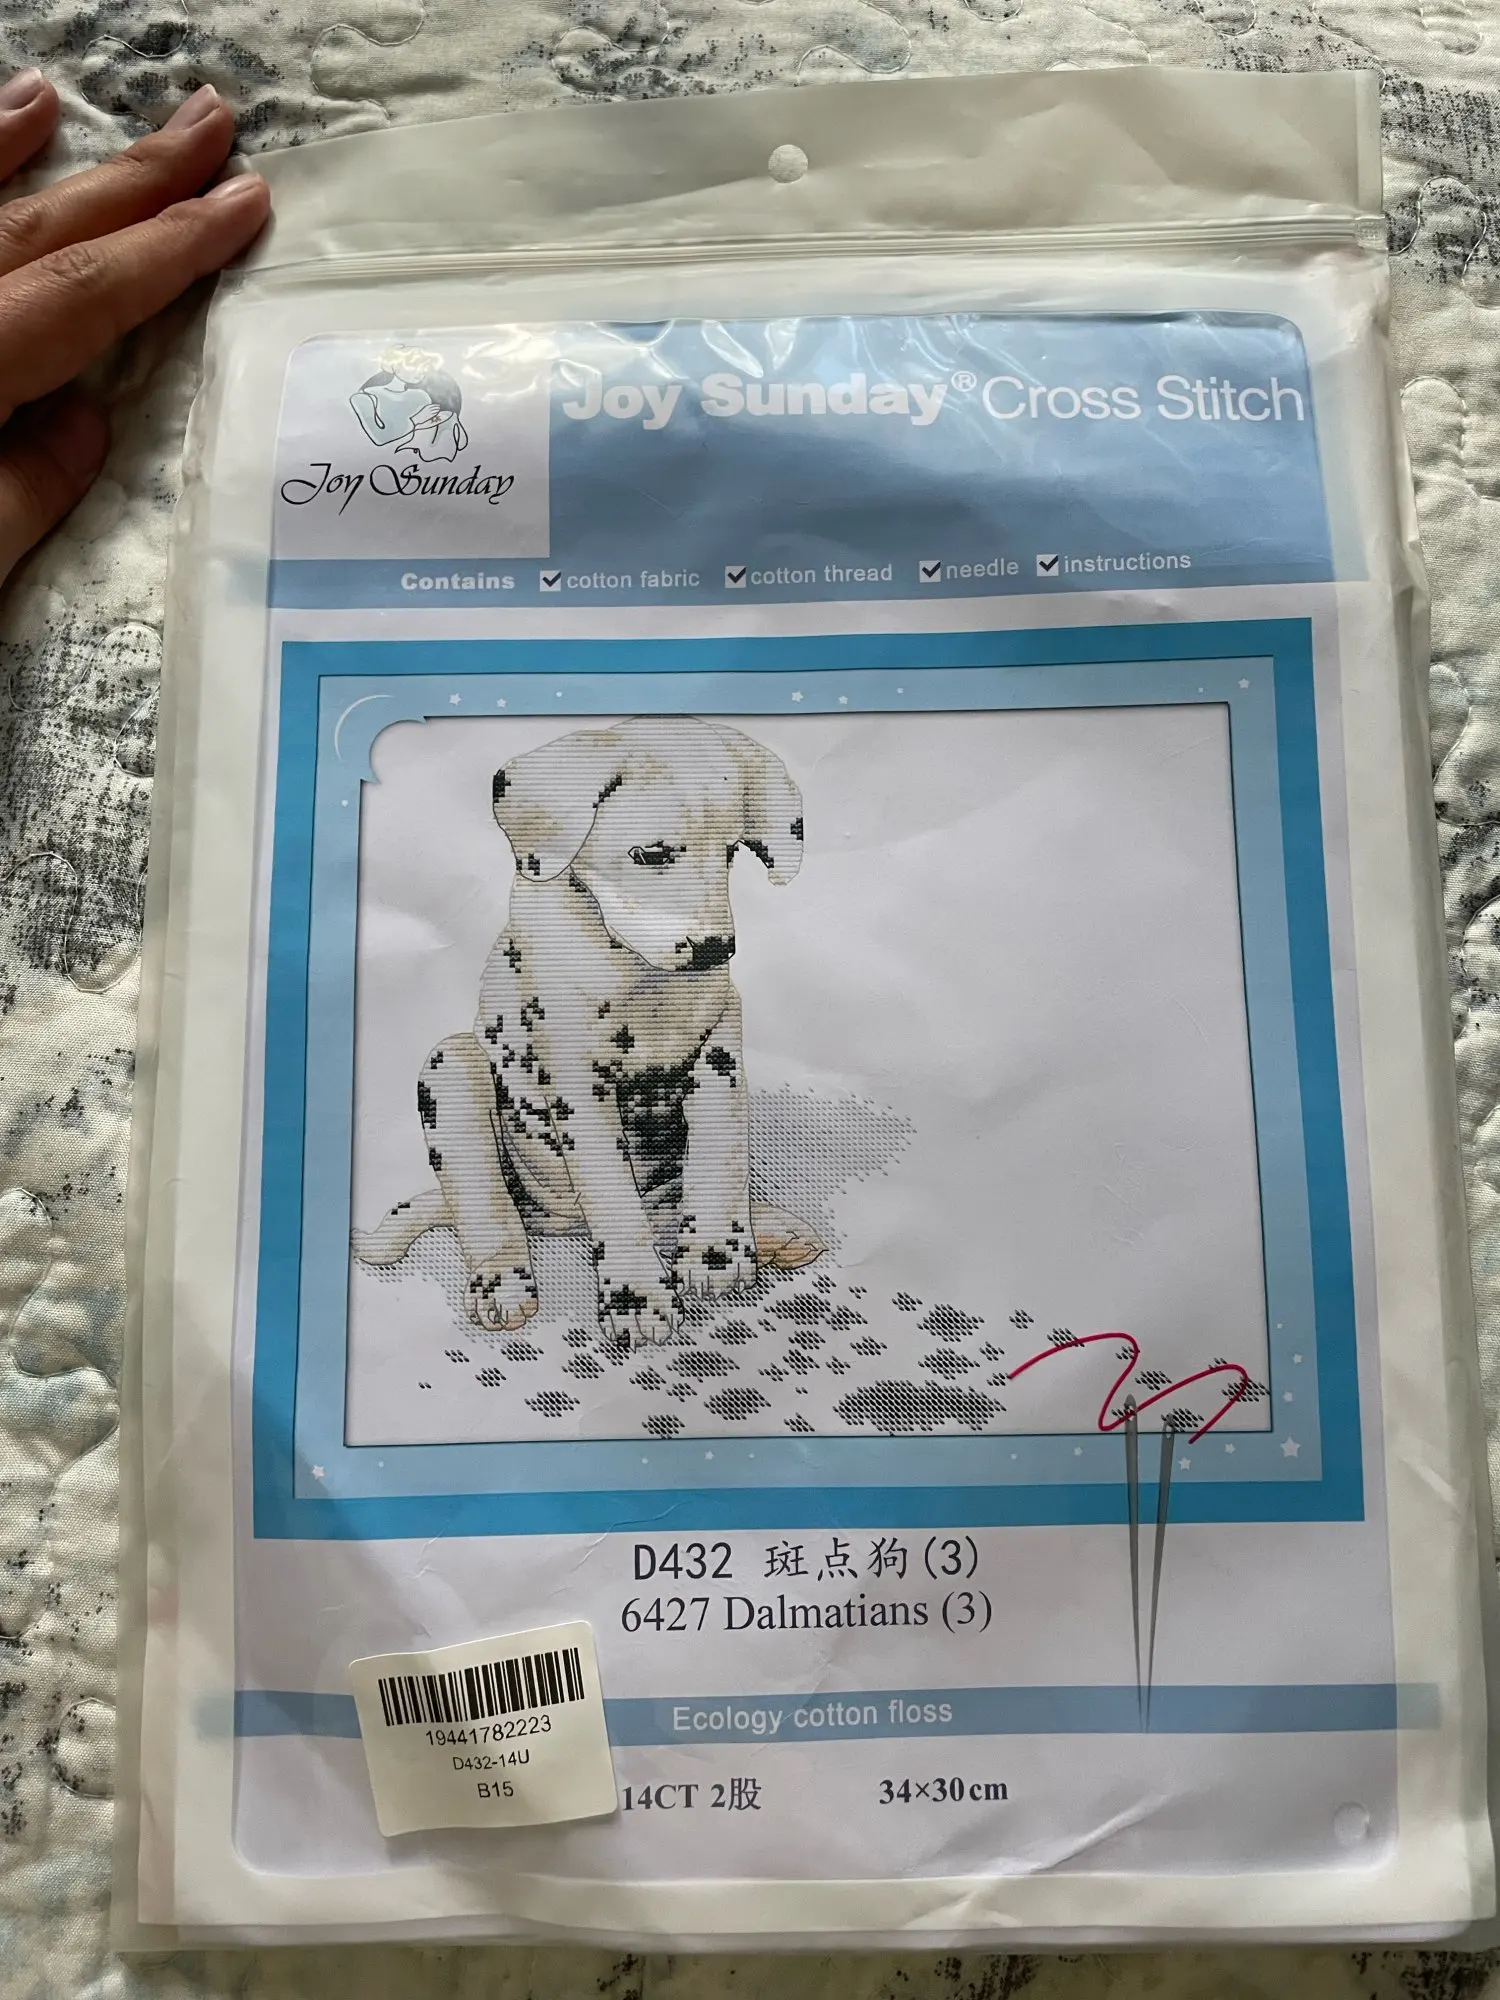 Joy Sunday® Cross Stitch
Joy Sunday
Contains cotton fabric cotton thread needle instructions
D432 斑点狗(3)
6427 Dalmatians (3)
19441782223
D432-14U
B15
Ecology cotton floss
14CT 2股 34×30cm